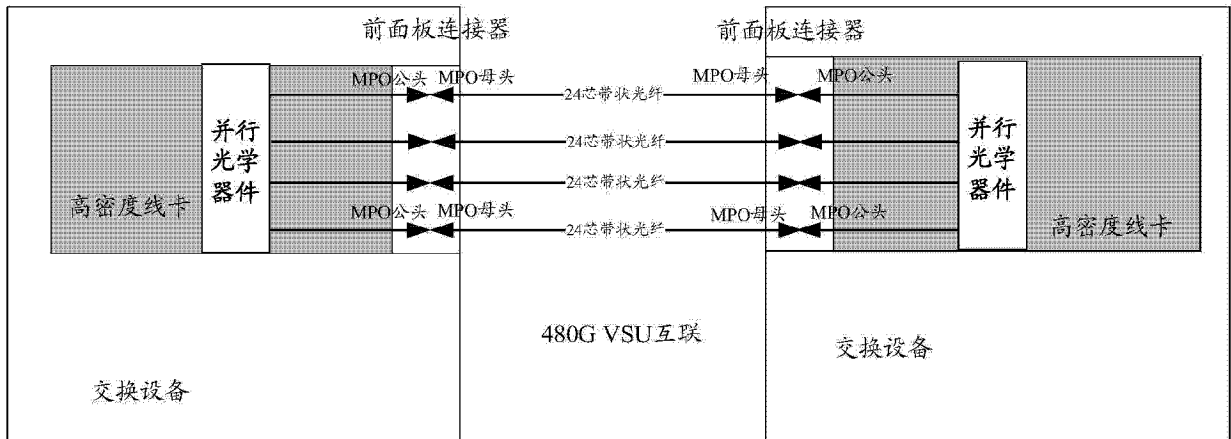 前面板连接器
前面板连接器
MPO公头 MPO母头
MPO母头 MPO公头
24芯带状光纤
24芯带状光纤
24芯带状光纤
24芯带状光纤
并行
光学
器件
并行
光学
器件
高密度线卡
高密度线卡
MPO公头 MPO母头
MPO母头 MPO公头
480G VSU互联
交换设备
交换设备